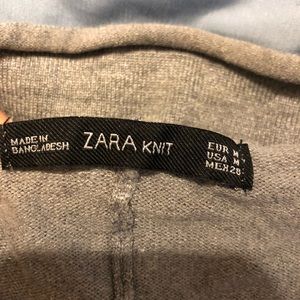 MADE IN
BANGLADESH
ZARA KNIT
EUR M
USA M
MEX 28